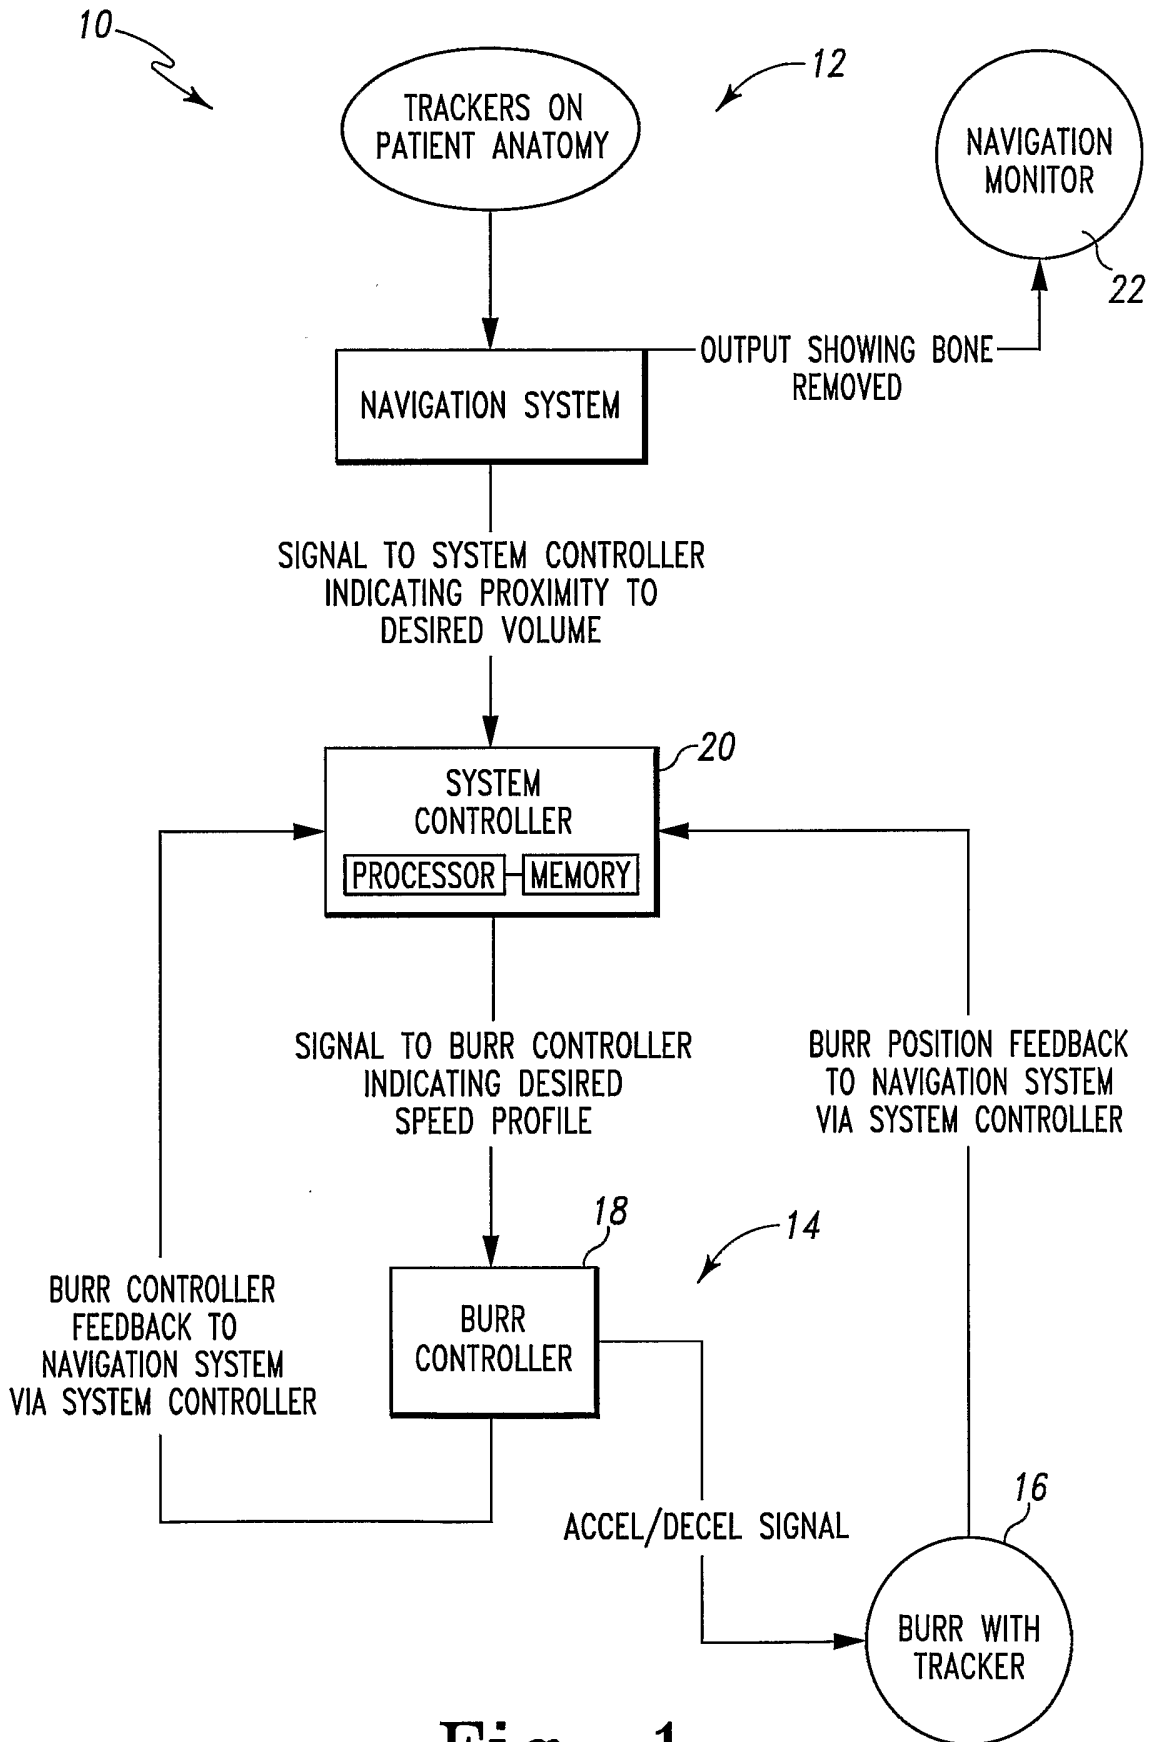 10
12
TRACKERS ON
PATIENT ANATOMY
NAVIGATION
MONITOR
22
OUTPUT SHOWING BONE
REMOVED
NAVIGATION SYSTEM
SIGNAL TO SYSTEM CONTROLLER
INDICATING PROXIMITY TO
DESIRED VOLUME
20
SYSTEM
CONTROLLER
PROCESSOR
MEMORY
SIGNAL TO BURR CONTROLLER
INDICATING DESIRED
SPEED PROFILE
BURR POSITION FEEDBACK
TO NAVIGATION SYSTEM
VIA SYSTEM CONTROLLER
18
14
BURR CONTROLLER
FEEDBACK TO
NAVIGATION SYSTEM
VIA SYSTEM CONTROLLER
BURR
CONTROLLER
16
ACCEL/DECEL SIGNAL
BURR WITH
TRACKER
Fig. 1